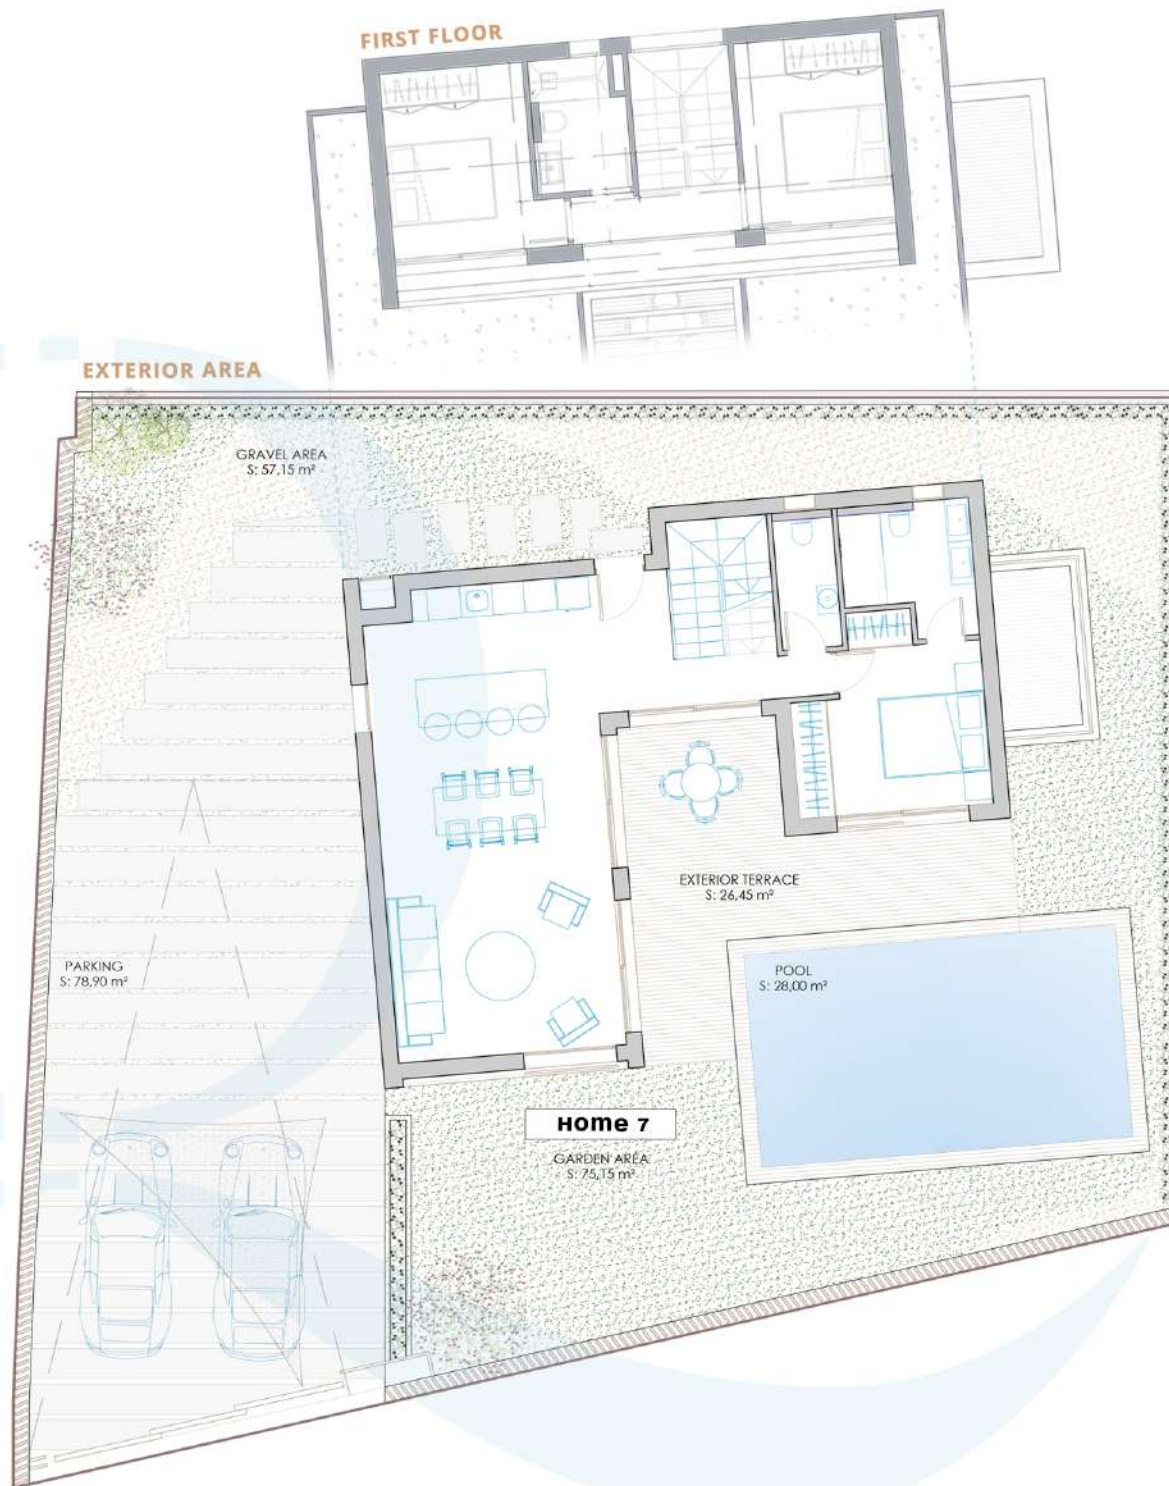 FIRST FLOOR
EXTERIOR AREA
GRAVEL AREA
S: 57,15 m²
EXTERIOR TERRACE
S: 26,45 m²
PARKING
S: 78,90 m²
POOL
S: 28,00 m²
Home 7
GARDEN AREA
S: 75,15 m²